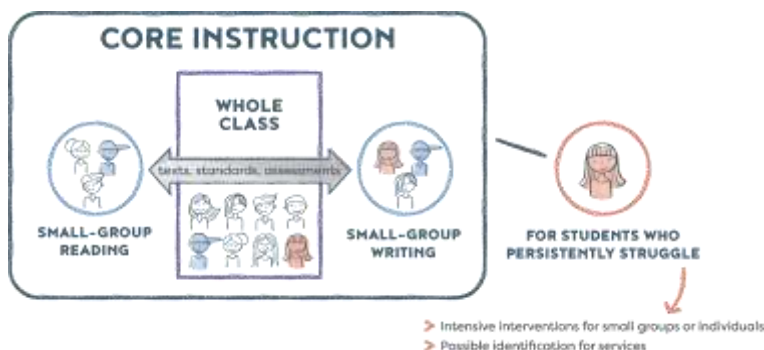 CORE INSTRUCTION
WHOLE
CLASS
texts, standards, assessments
SMALL-GROUP
READING
SMALL-GROUP
WRITING
FOR STUDENTS WHO
PERSISTENTLY STRUGGLE
Intensive interventions for small groups or individuals
Possible identification for services